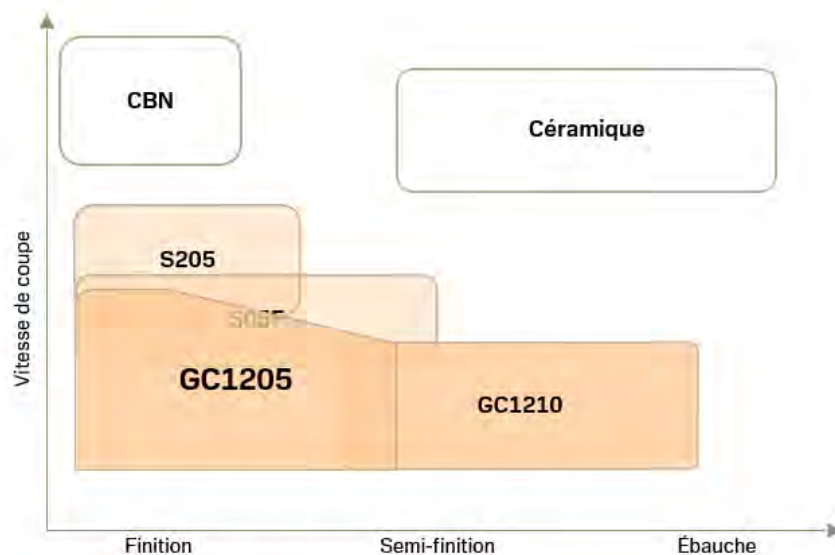 CBN
Céramique
S205
GC1205
GC1210
Vitesse de coupe
Finition
Semi-finition
Ébauche